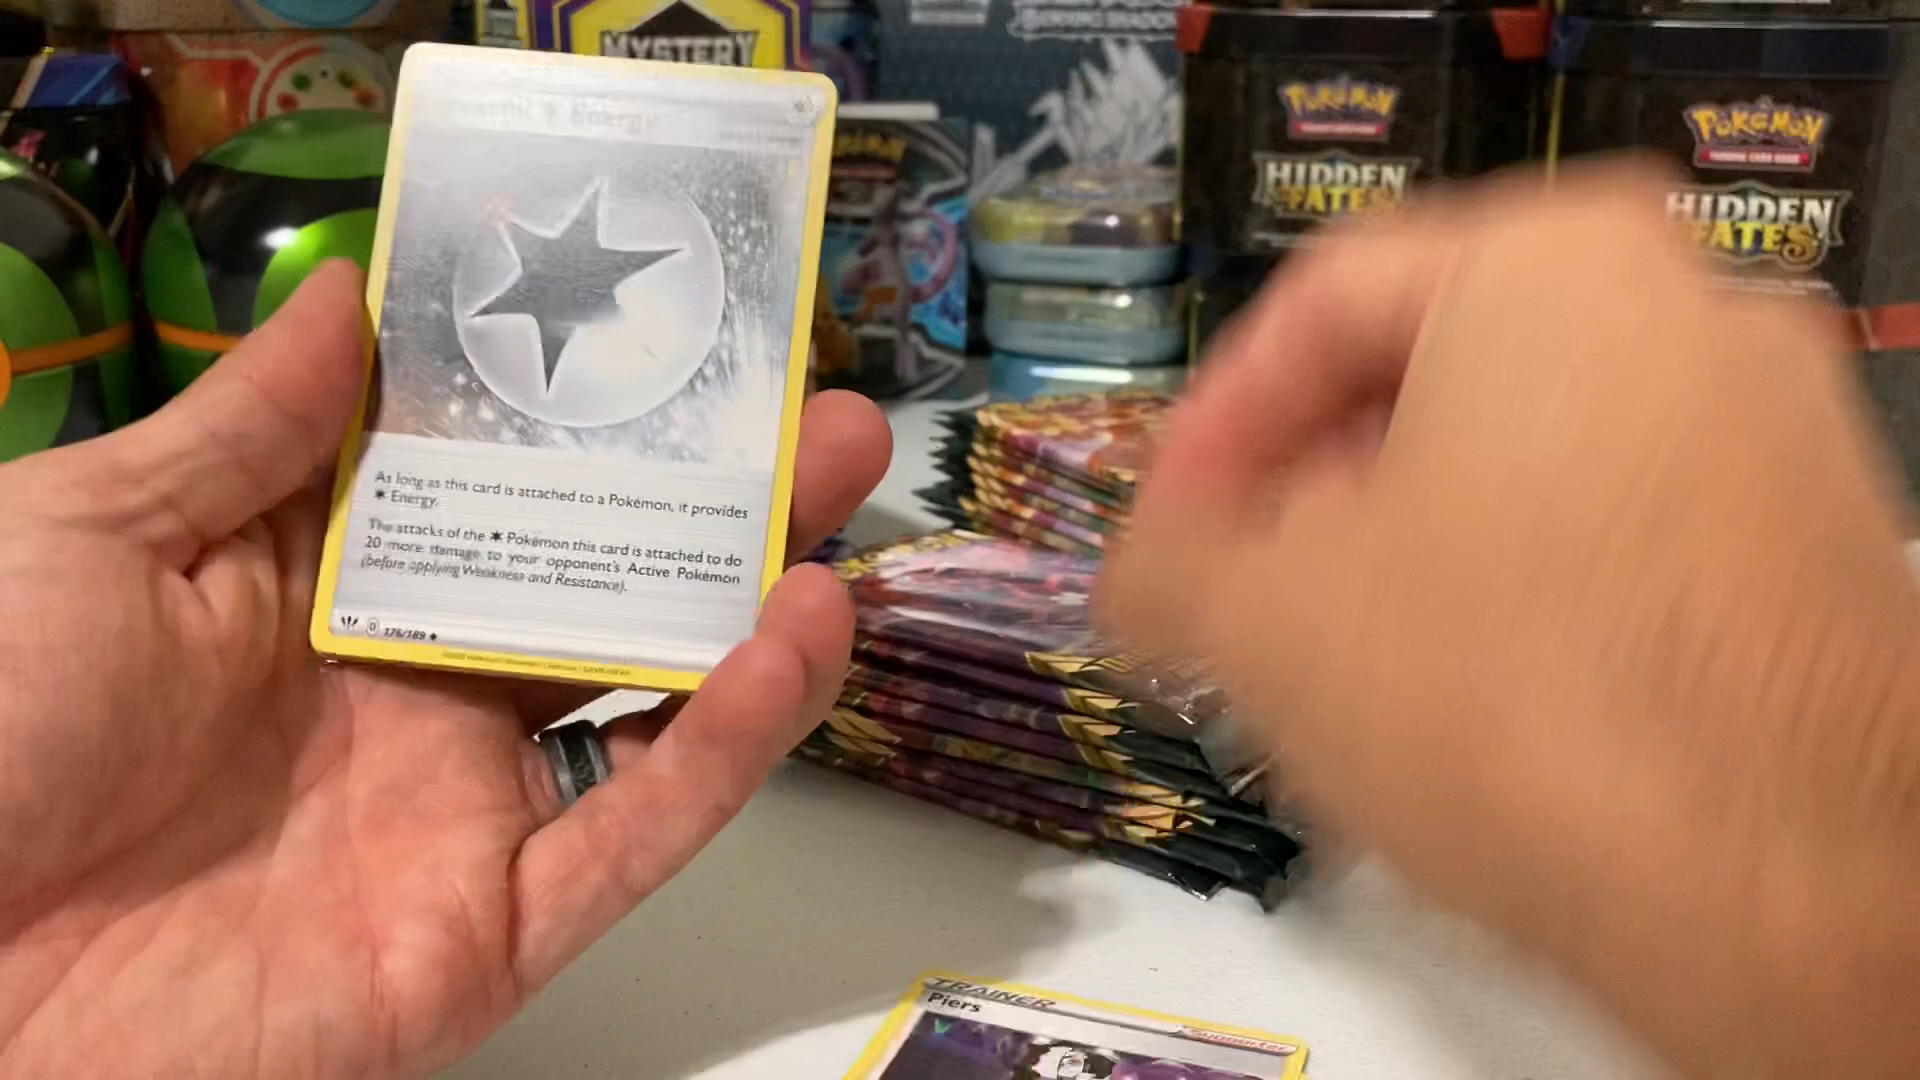 MYSTERY
POKÉMON
HIDDEN
FATES
POKÉMON
HIDDEN
FATES
Energy
As long as this card is attached to a Pokémon, it provides
✶ Energy.
The attacks of the ✶ Pokémon this card is attached to do
20 more damage to your opponent's Active Pokémon
(before applying Weakness and Resistance).
D 176/189
TRAINER
Piers
Supporter